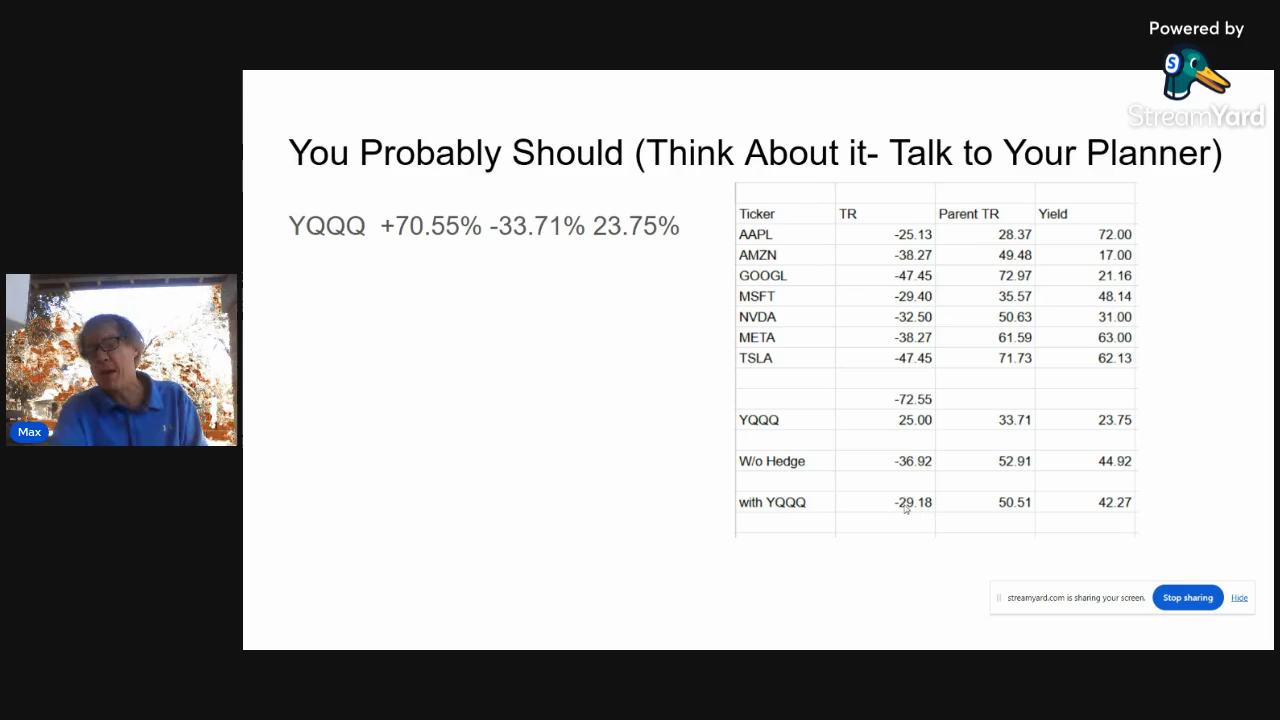 Powered by
StreamYard
You Probably Should (Think About it- Talk to Your Planner)
YQQQ +70.55% -33.71% 23.75%
Ticker TR Parent TR Yield
AAPL -25.13 28.37 72.00
AMZN -38.27 49.48 17.00
GOOGL -47.45 72.97 21.16
MSFT -29.40 35.57 48.14
NVDA -32.50 50.63 31.00
META -38.27 61.59 63.00
TSLA -47.45 71.73 62.13
-72.55
YQQQ 25.00 33.71 23.75
W/o Hedge -36.92 52.91 44.92
with YQQQ -29.18 50.51 42.27
Max
streamyard.com is sharing your screen. Stop sharing Hide